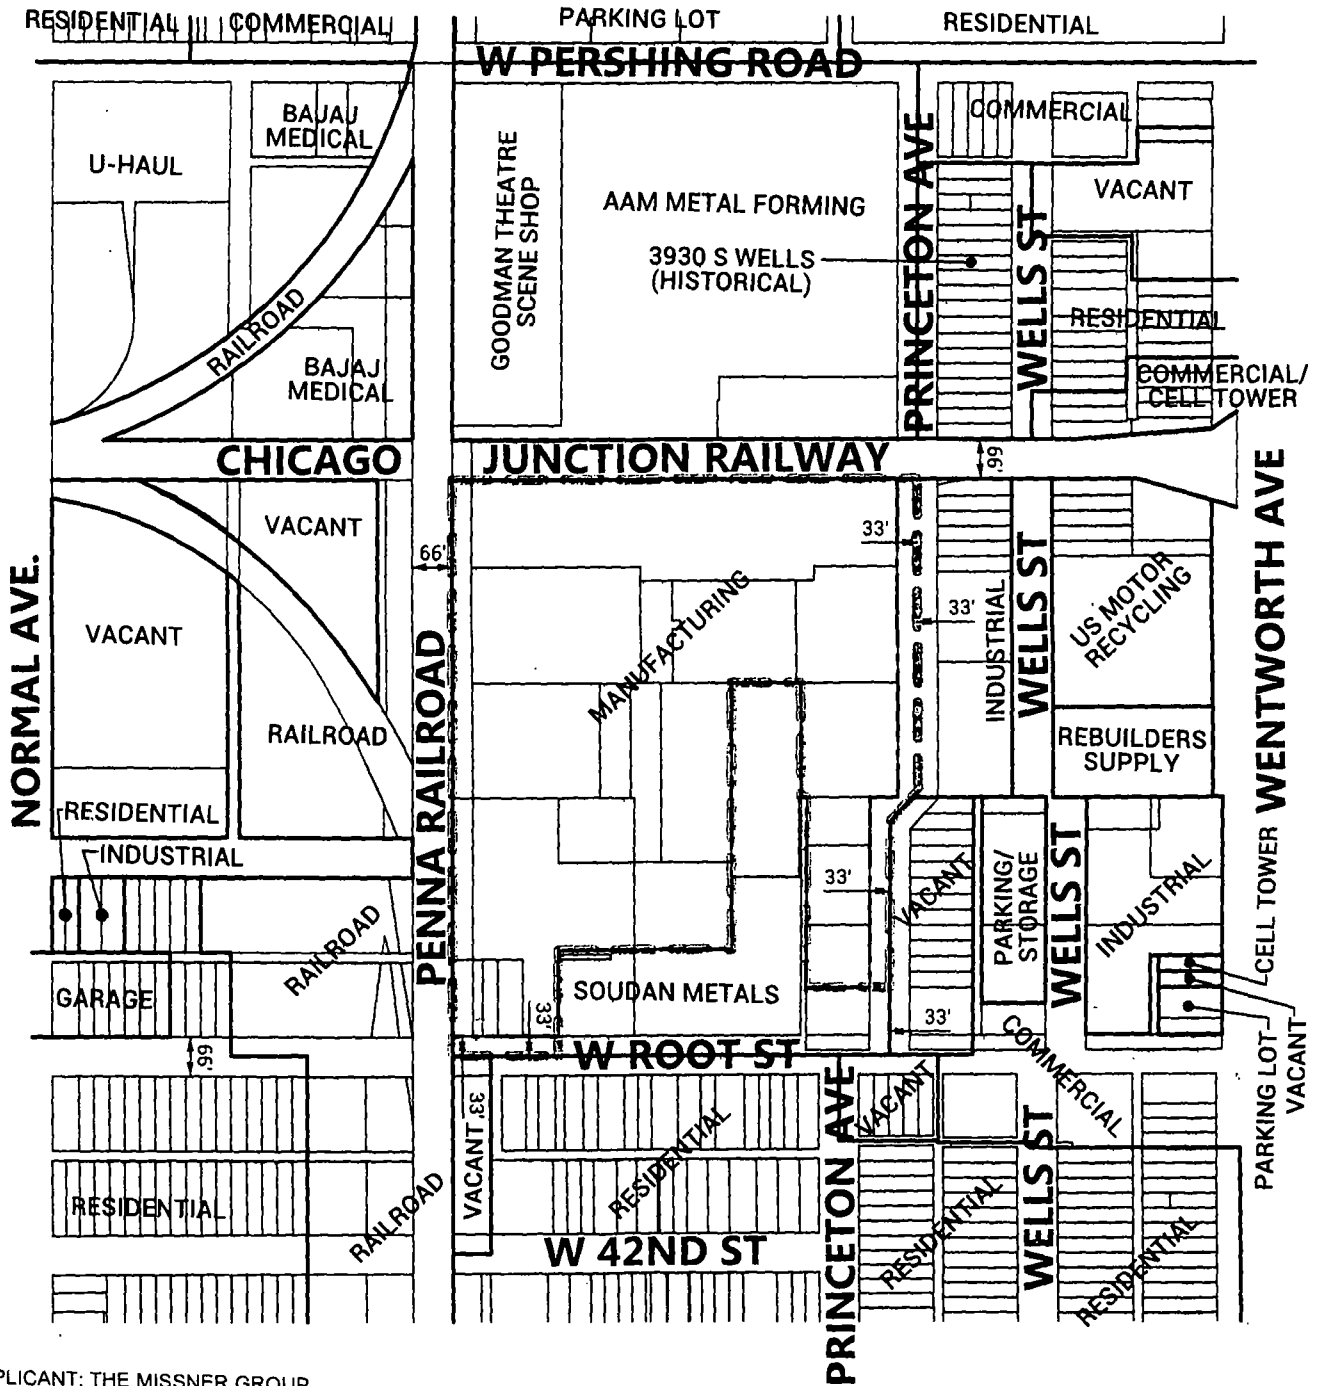 RESIDENTIAL
COMMERCIAL
PARKING LOT
RESIDENTIAL
W PERSHING ROAD
BAJAJ
MEDICAL
U-HAUL
GOODMAN THEATRE
SCENE SHOP
AAM METAL FORMING
3930 S WELLS
(HISTORICAL)
PRINCETON AVE
COMMERCIAL
VACANT
WELLS ST
RESIDENTIAL
COMMERCIAL/
CELL TOWER
RAILROAD
BAJAJ
MEDICAL
CHICAGO
JUNCTION RAILWAY
66'
NORMAL AVE.
VACANT
66'
33'
VACANT
MANUFACTURING
33'
INDUSTRIAL
WELLS ST
US MOTOR
RECYCLING
WENTWORTH AVE
RAILROAD
PENNA RAILROAD
REBUILDERS
SUPPLY
RESIDENTIAL
INDUSTRIAL
33'
VACANT
PARKING/
STORAGE
WELLS ST
INDUSTRIAL
CELL TOWER
RAILROAD
GARAGE
SOUDAN METALS
33'
33'
COMMERCIAL
PARKING LOT
VACANT
66'
W ROOT ST
33'
VACANT
RESIDENTIAL
PRINCETON AVE
VACANT
WELLS ST
RESIDENTIAL
RAILROAD
W 42ND ST
RESIDENTIAL
RESIDENTIAL
PLICANT: THE MISSNER GROUP